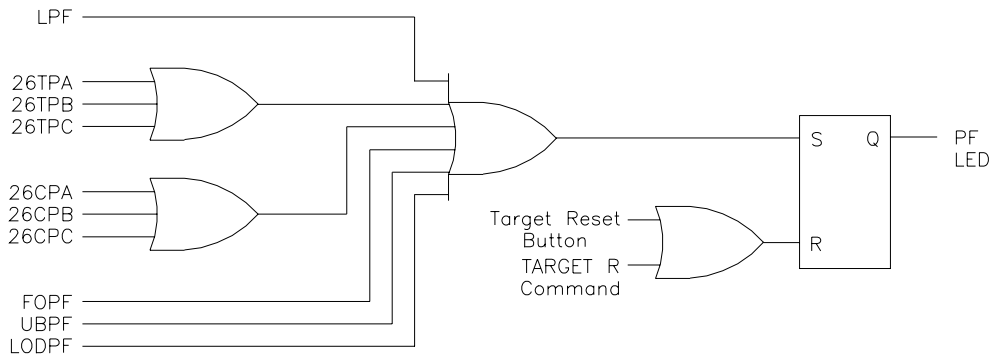 LPF
26TPA
26TPB
26TPC
26CPA
26CPB
26CPC
FOPF
UBPF
LODPF
Target Reset
Button
TARGET R
Command
S Q
R
PF
LED